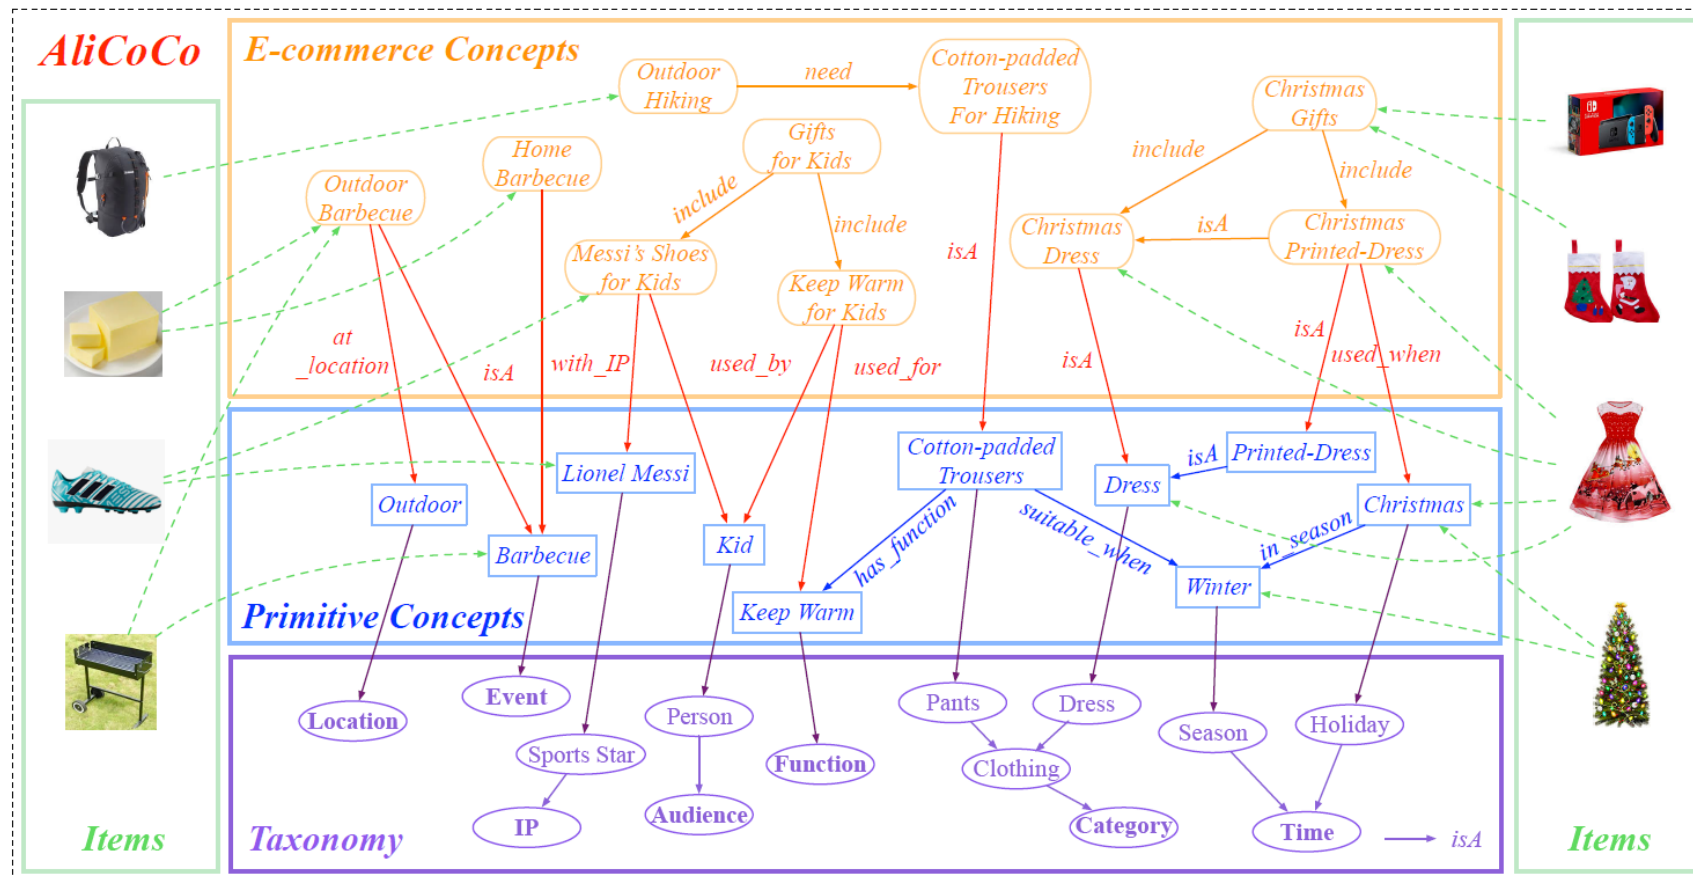 AliCoCo
E-commerce Concepts
Outdoor
Hiking
need
Cotton-padded
Trousers
For Hiking
Christmas
Gifts
Gifts
for Kids
Home
Barbecue
Outdoor
Barbecue
include
include
include
include
Messi's Shoes
for Kids
Keep Warm
for Kids
isA
Christmas
Dress
isA
Christmas
Printed-Dress
at
_location
isA
with_IP
used_by
used_for
isA
isA
used_when
Cotton-padded
Trousers
Printed-Dress
isA
Lionel Messi
Dress
Outdoor
Christmas
Kid
Barbecue
has_function
suitable_when
in_season
Winter
Keep Warm
Primitive Concepts
Event
Location
Person
Pants
Dress
Season
Holiday
Sports Star
Function
Clothing
Audience
IP
Category
Time
isA
Items
Taxonomy
Items